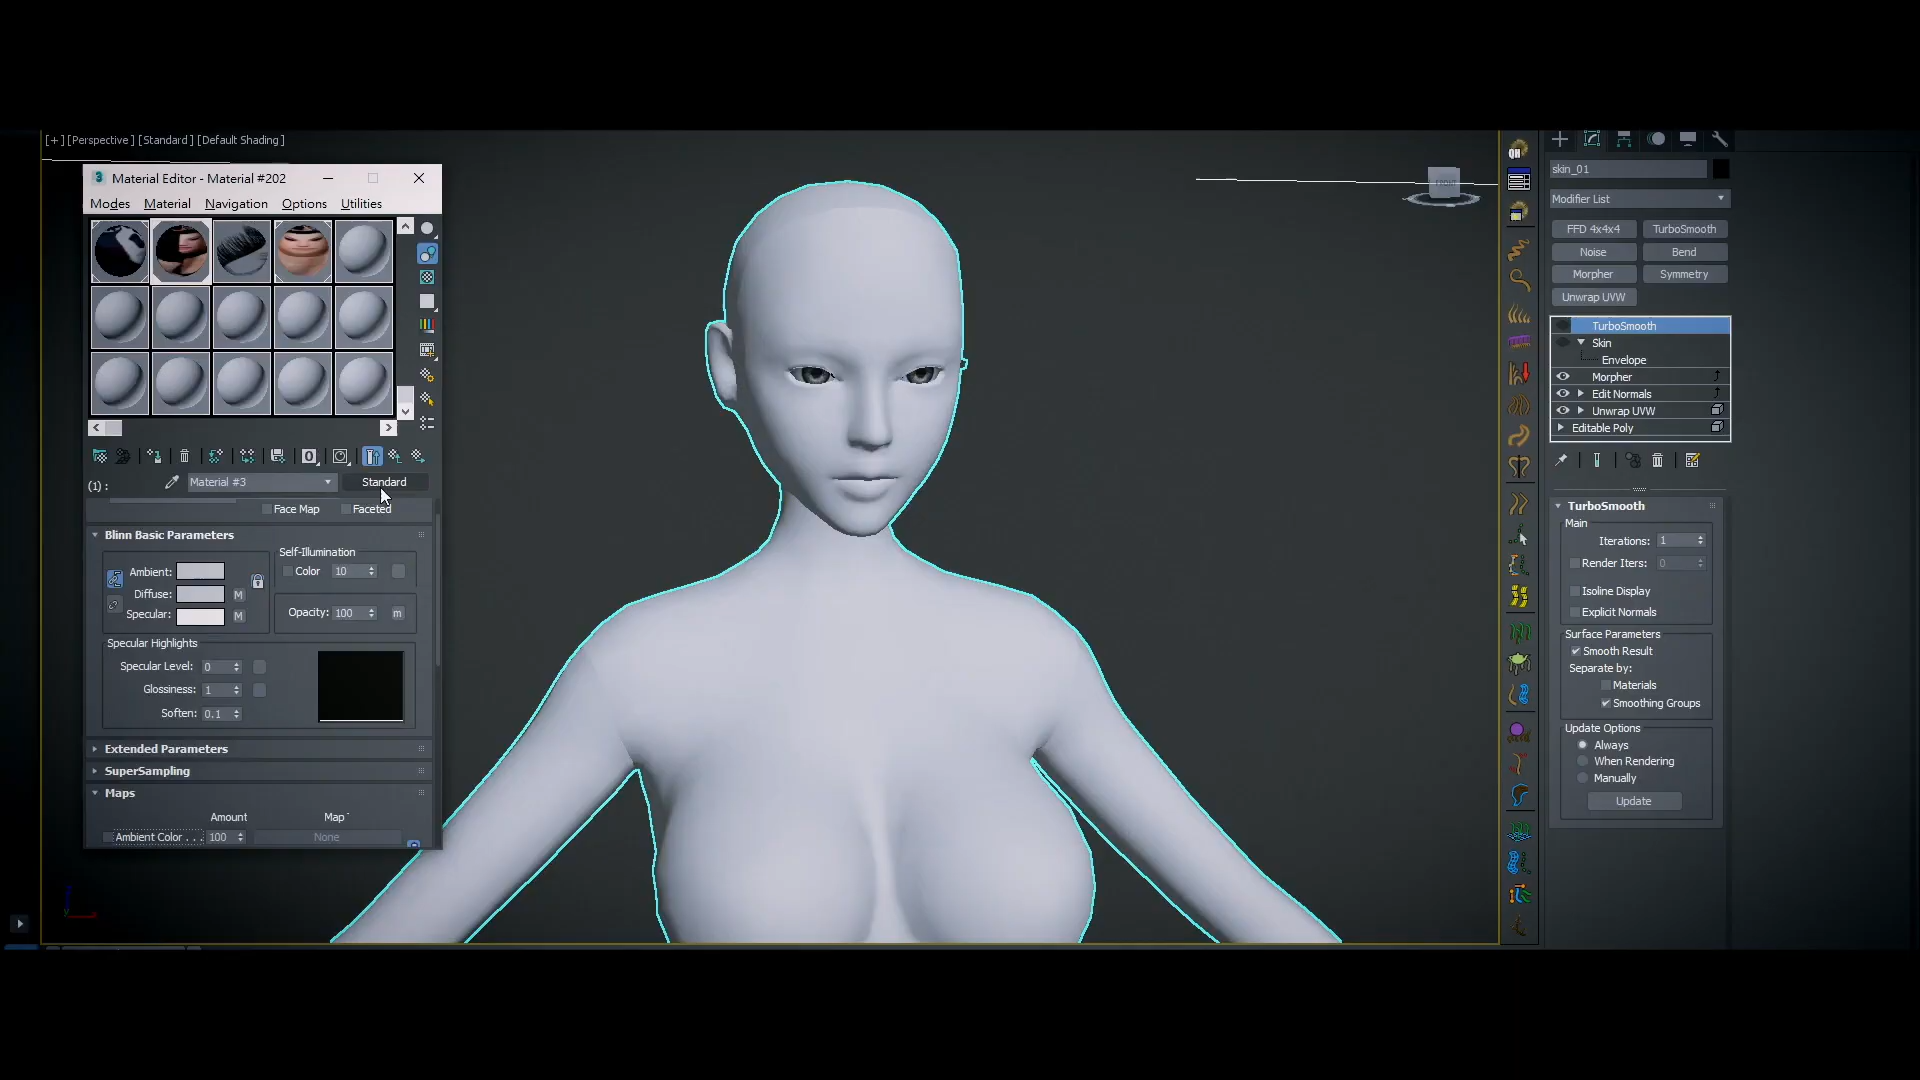 [+] [Perspective ] [Standard ] [Default Shading ]
3 Material Editor - Material #202
Modes Material Navigation Options Utilities
(1) : Material #3 Standard
Face Map Faceted
Blinn Basic Parameters
Self-Illumination
Ambient: Color 10
Diffuse: M
Specular: M Opacity: 100 m
Specular Highlights
Specular Level: 0
Glossiness: 1
Soften: 0.1
Extended Parameters
SuperSampling
Maps
Amount Map
Ambient Color . . . 100 None
FRONT
QH
skin_01
Modifier List
FFD 4x4x4 TurboSmooth
Noise Bend
Morpher Symmetry
Unwrap UVW
TurboSmooth
Skin
Envelope
Morpher
Edit Normals
Unwrap UVW
Editable Poly
TurboSmooth
Main
Iterations: 1
Render Iters: 0
Isoline Display
Explicit Normals
Surface Parameters
Smooth Result
Separate by:
Materials
Smoothing Groups
Update Options
Always
When Rendering
Manually
Update